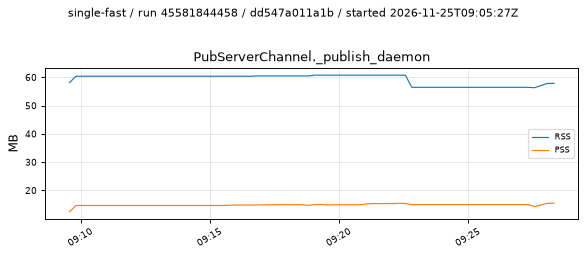 single-fast / run 45581844458 / dd547a011a1b / started 2026-11-25T09:05:27Z
PubServerChannel._publish_daemon
MB
60
50
40
30
20
RSS
PSS
09:10
09:15
09:20
09:25